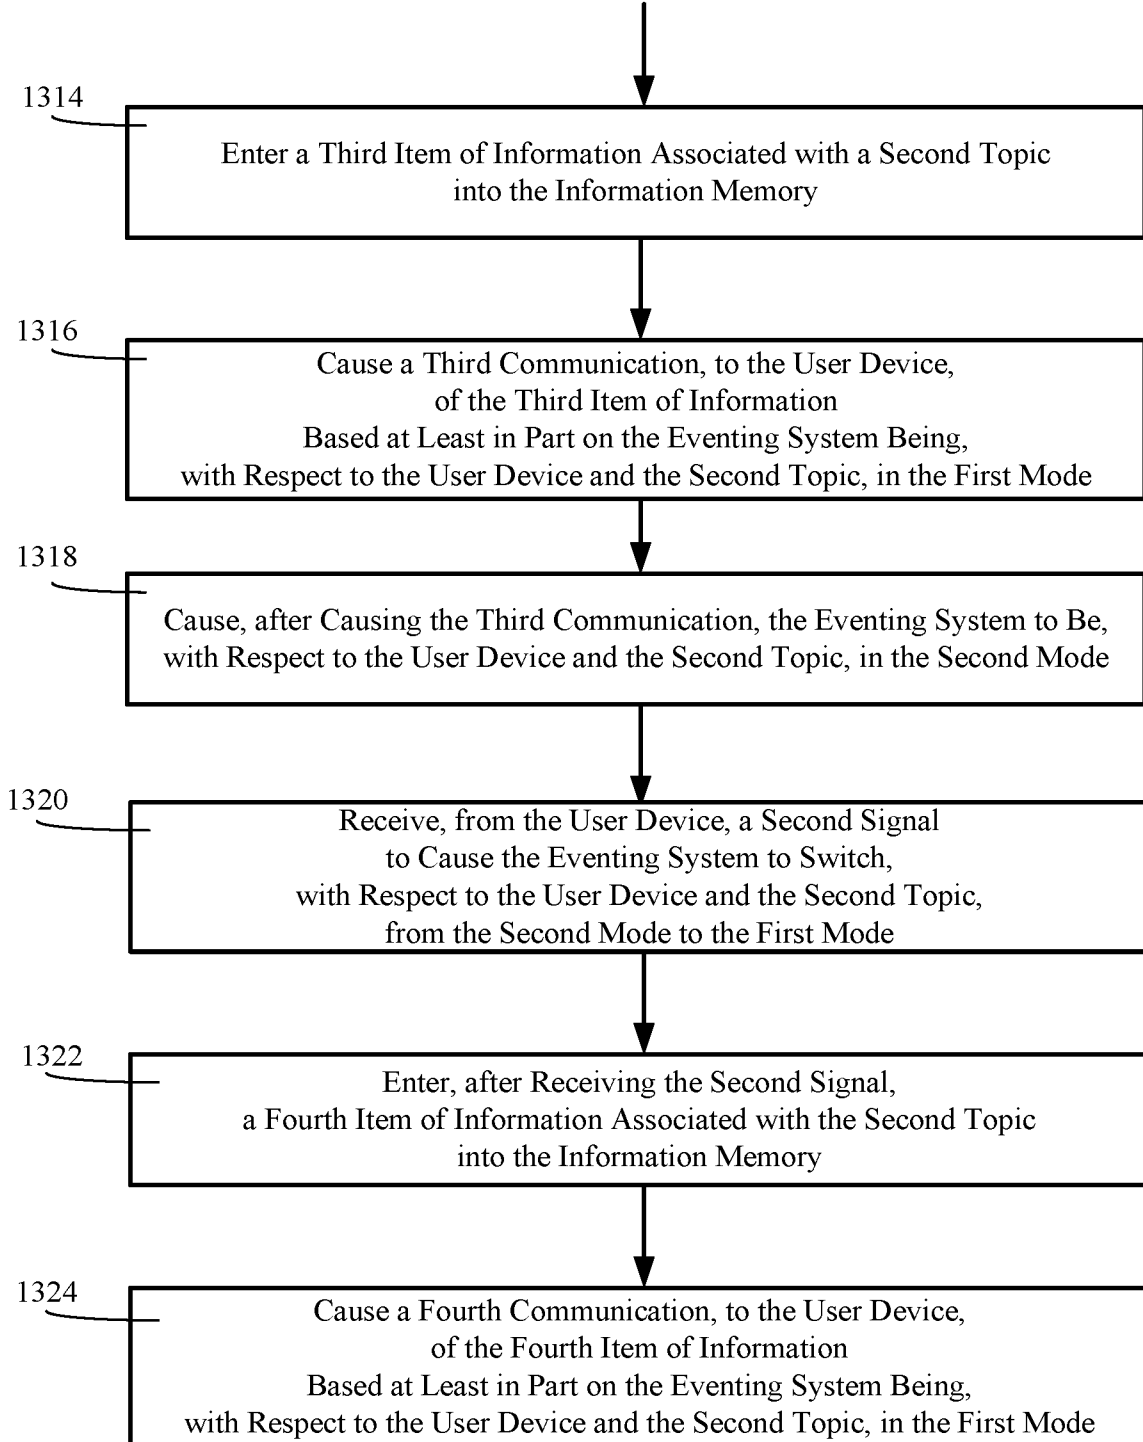 1314
Enter a Third Item of Information Associated with a Second Topic
into the Information Memory
1316
Cause a Third Communication, to the User Device,
of the Third Item of Information
Based at Least in Part on the Eventing System Being,
with Respect to the User Device and the Second Topic, in the First Mode
1318
Cause, after Causing the Third Communication, the Eventing System to Be,
with Respect to the User Device and the Second Topic, in the Second Mode
1320
Receive, from the User Device, a Second Signal
to Cause the Eventing System to Switch,
with Respect to the User Device and the Second Topic,
from the Second Mode to the First Mode
1322
Enter, after Receiving the Second Signal,
a Fourth Item of Information Associated with the Second Topic
into the Information Memory
1324
Cause a Fourth Communication, to the User Device,
of the Fourth Item of Information
Based at Least in Part on the Eventing System Being,
with Respect to the User Device and the Second Topic, in the First Mode